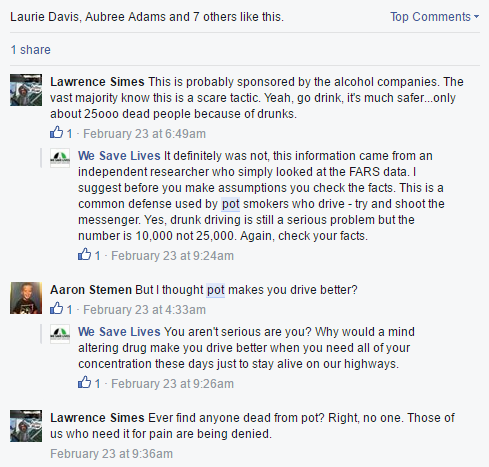 Laurie Davis, Aubree Adams and 7 others like this.
Top Comments
1 share
Lawrence Simes This is probably sponsored by the alcohol companies. The
vast majority know this is a scare tactic. Yeah, go drink, it's much safer...only
about 25ooo dead people because of drunks.
1 · February 23 at 6:49am
We Save Lives It definitely was not, this information came from an
independent researcher who simply looked at the FARS data. I
suggest before you make assumptions you check the facts. This is a
common defense used by pot smokers who drive - try and shoot the
messenger. Yes, drunk driving is still a serious problem but the
number is 10,000 not 25,000. Again, check your facts.
1 · February 23 at 9:24am
Aaron Stemen But I thought pot makes you drive better?
1 · February 23 at 4:33am
We Save Lives You aren't serious are you? Why would a mind
altering drug make you drive better when you need all of your
concentration these days just to stay alive on our highways.
1 · February 23 at 9:26am
Lawrence Simes Ever find anyone dead from pot? Right, no one. Those of
us who need it for pain are being denied.
February 23 at 9:36am